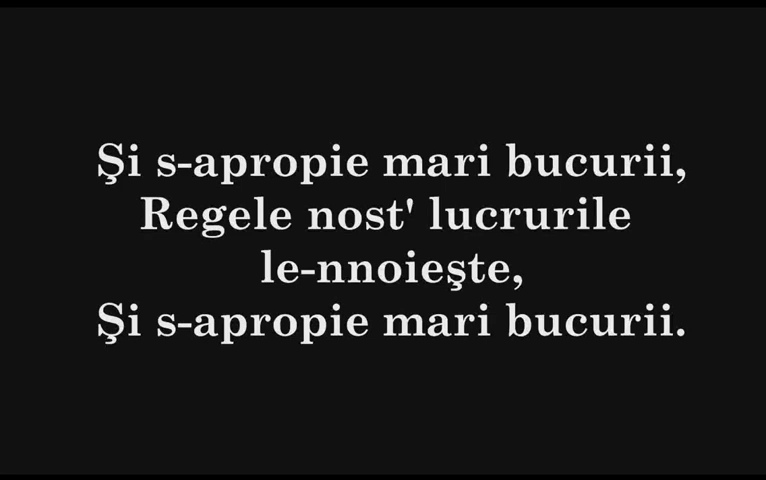 Şi s-apropie mari bucurii,
Regele nost' lucrurile
le-nnoieşte,
Şi s-apropie mari bucurii.